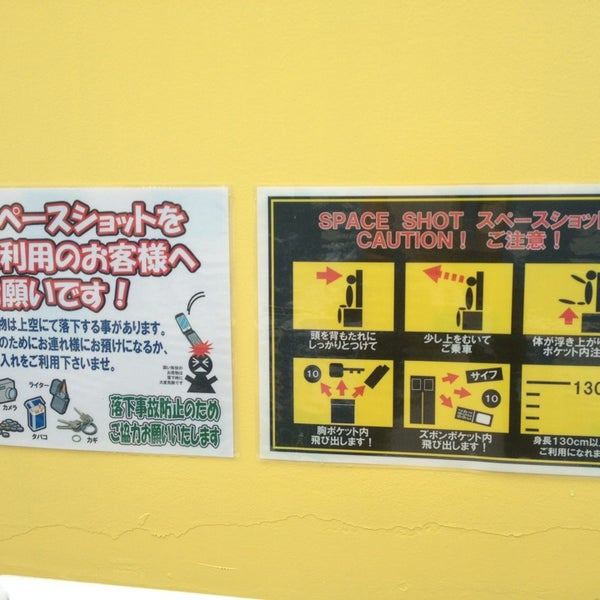 ペースショットを
利用のお客様へ
願いです！
物は上空にて落下する事があります。
のためにお連れ様にお預けになるか、
入れをご利用下さいませ。
ライター
カメラ
タバコ
カギ
落下事故防止のため
ご協力お願いいたします
SPACE SHOT スペースショット
CAUTION! ご注意！
頭を背もたれに
しっかりとつけて
少し上をむいて
ご乗車
体が浮き上がり
ポケット内注
10
胸ポケット内
飛び出します！
サイフ
10
ズボンポケット内
飛び出します！
130
身長130cm以
ご利用になれま